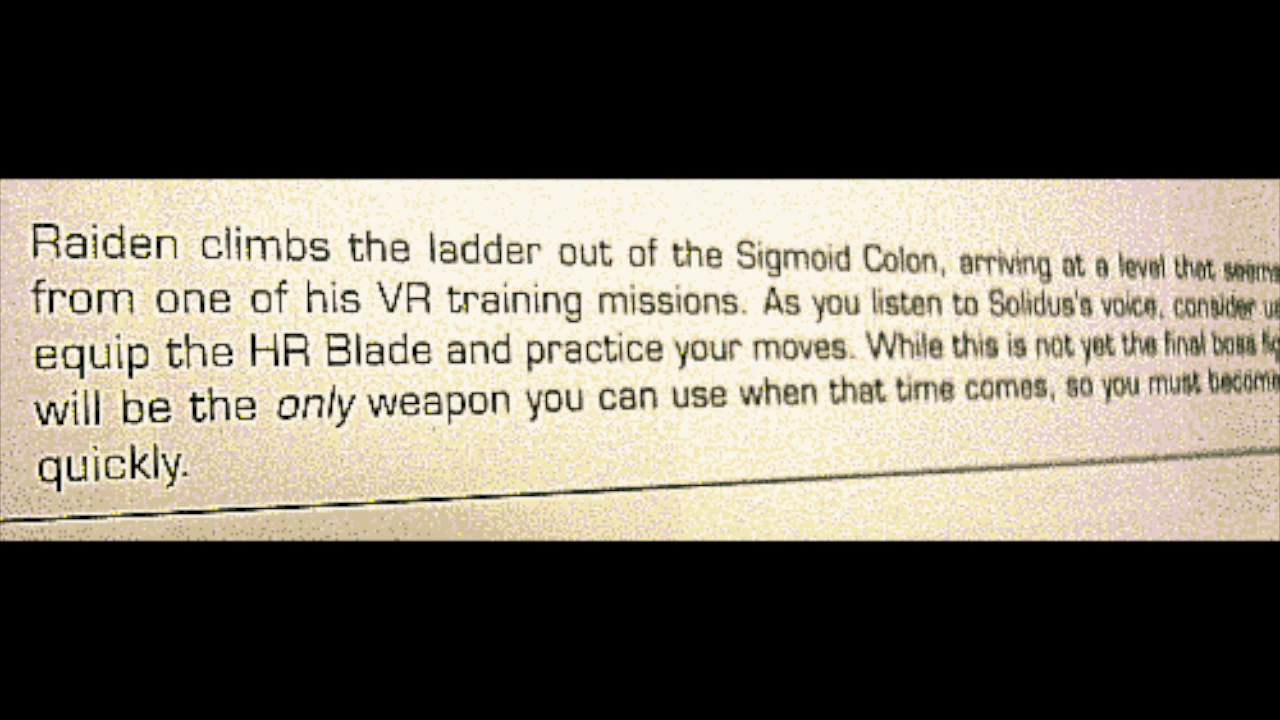 Raiden climbs the ladder out of the Sigmoid Colon, arriving at a level that seems
from one of his VR training missions. As you listen to Solidus's voice, consider
equip the HR Blade and practice your moves. While this is not yet the final boss
will be the only weapon you can use when that time comes, so you must become
quickly.